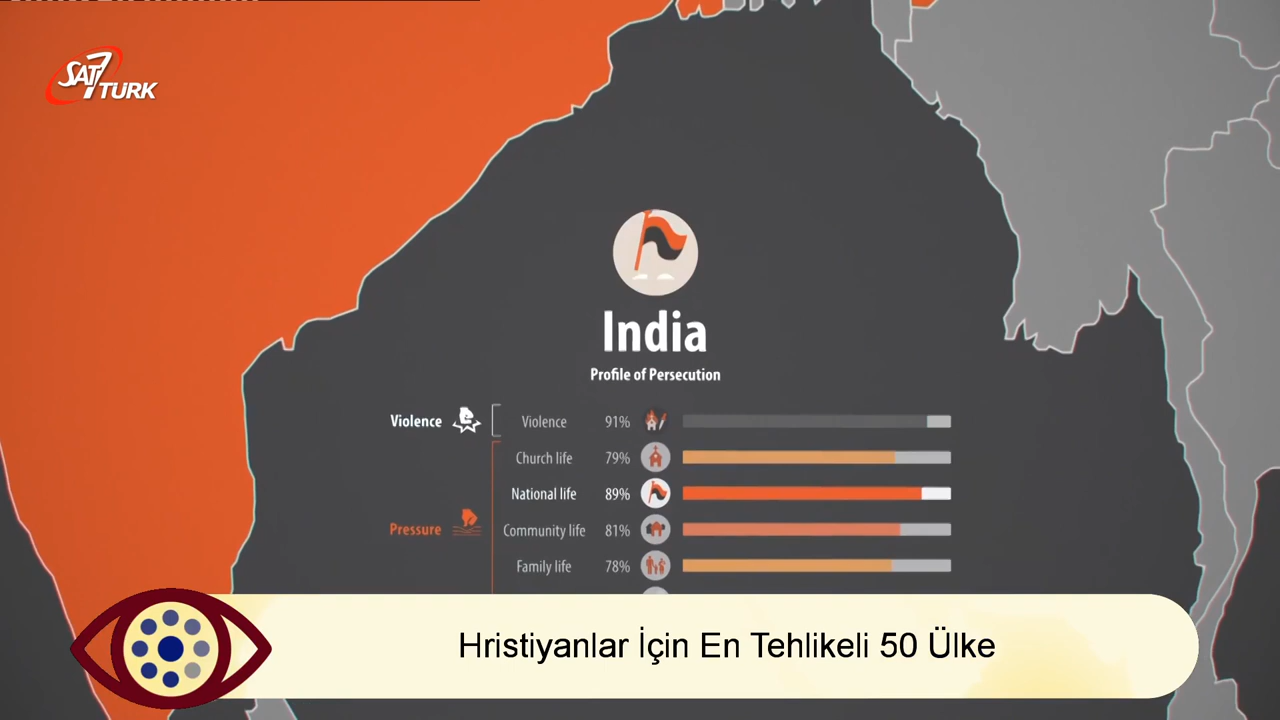 SAT7
TURK
India
Profile of Persecution
Violence
Violence 91%
Church life 79%
National life 89%
Pressure
Community life 81%
Family life 78%
Hristiyanlar İçin En Tehlikeli 50 Ülke